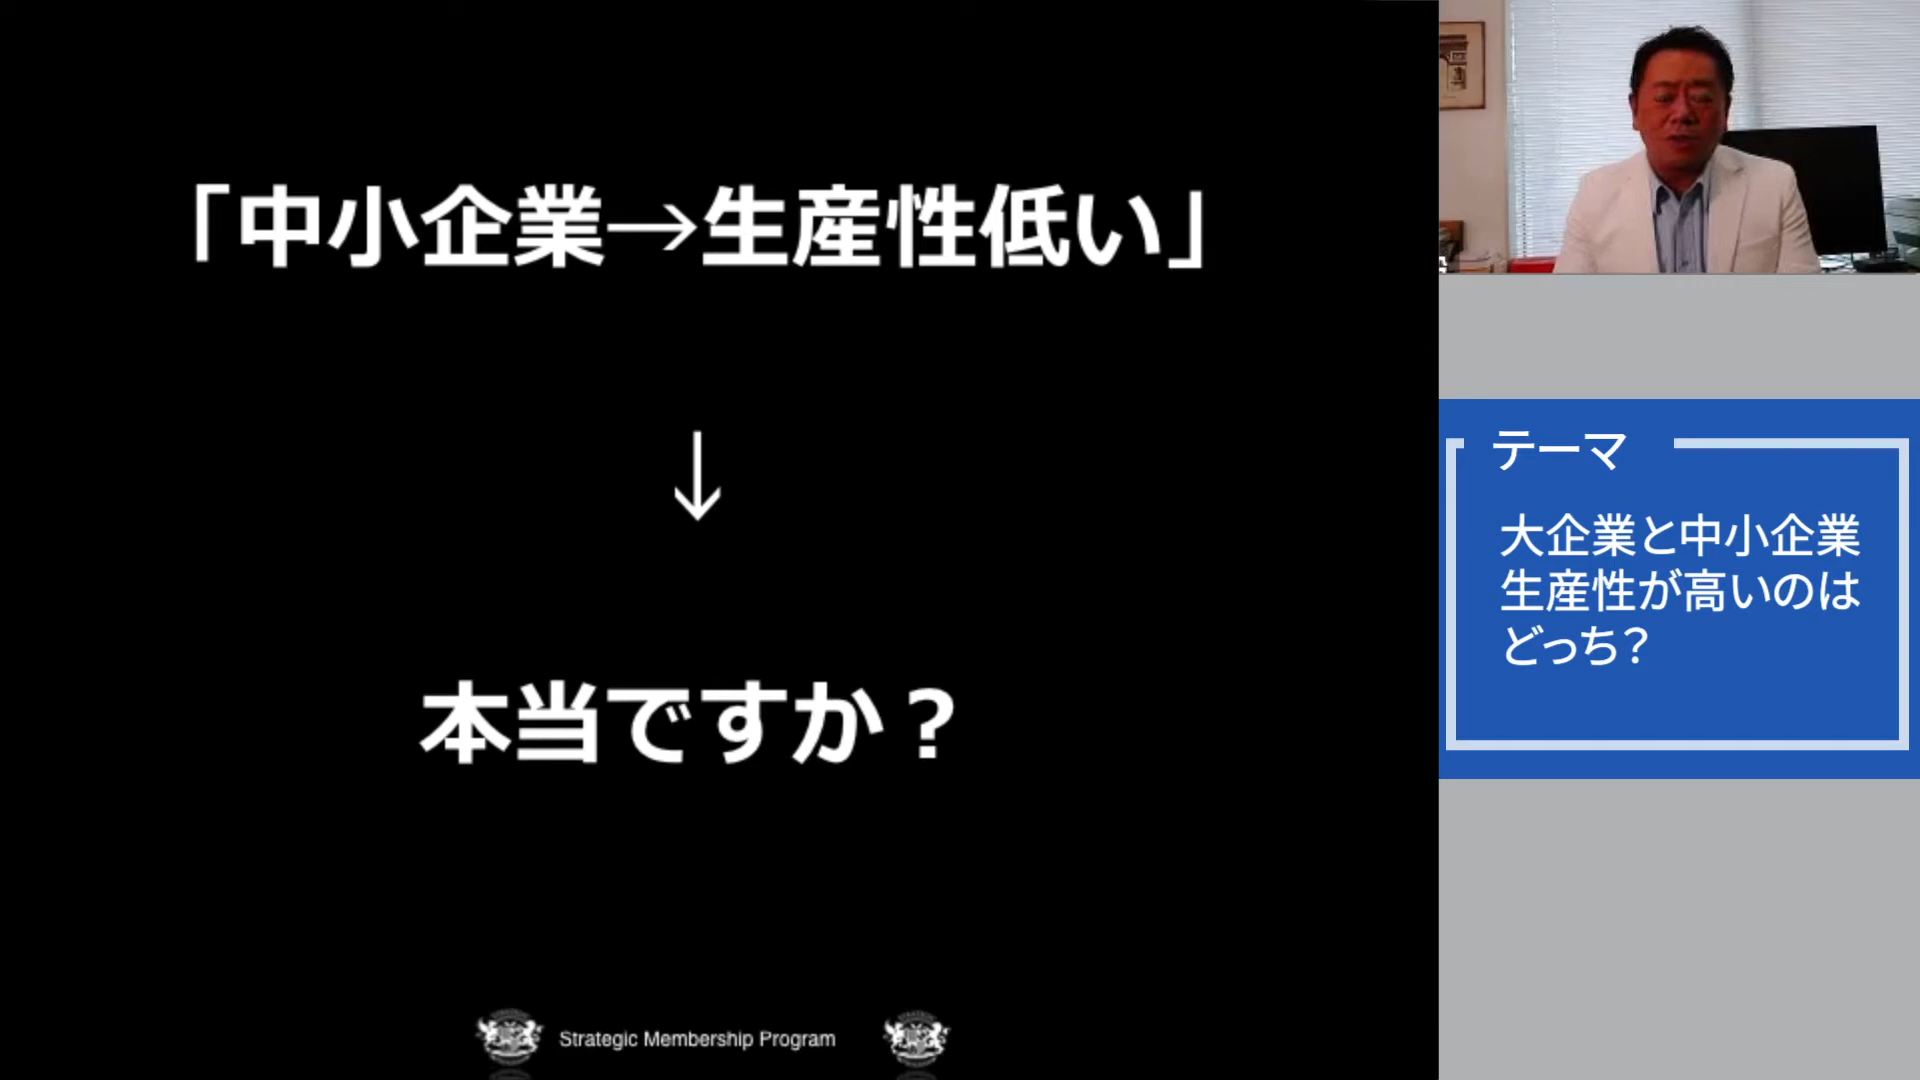 「中小企業→生産性低い」
↓
本当ですか？
Strategic Membership Program
テーマ
大企業と中小企業
生産性が高いのは
どっち？